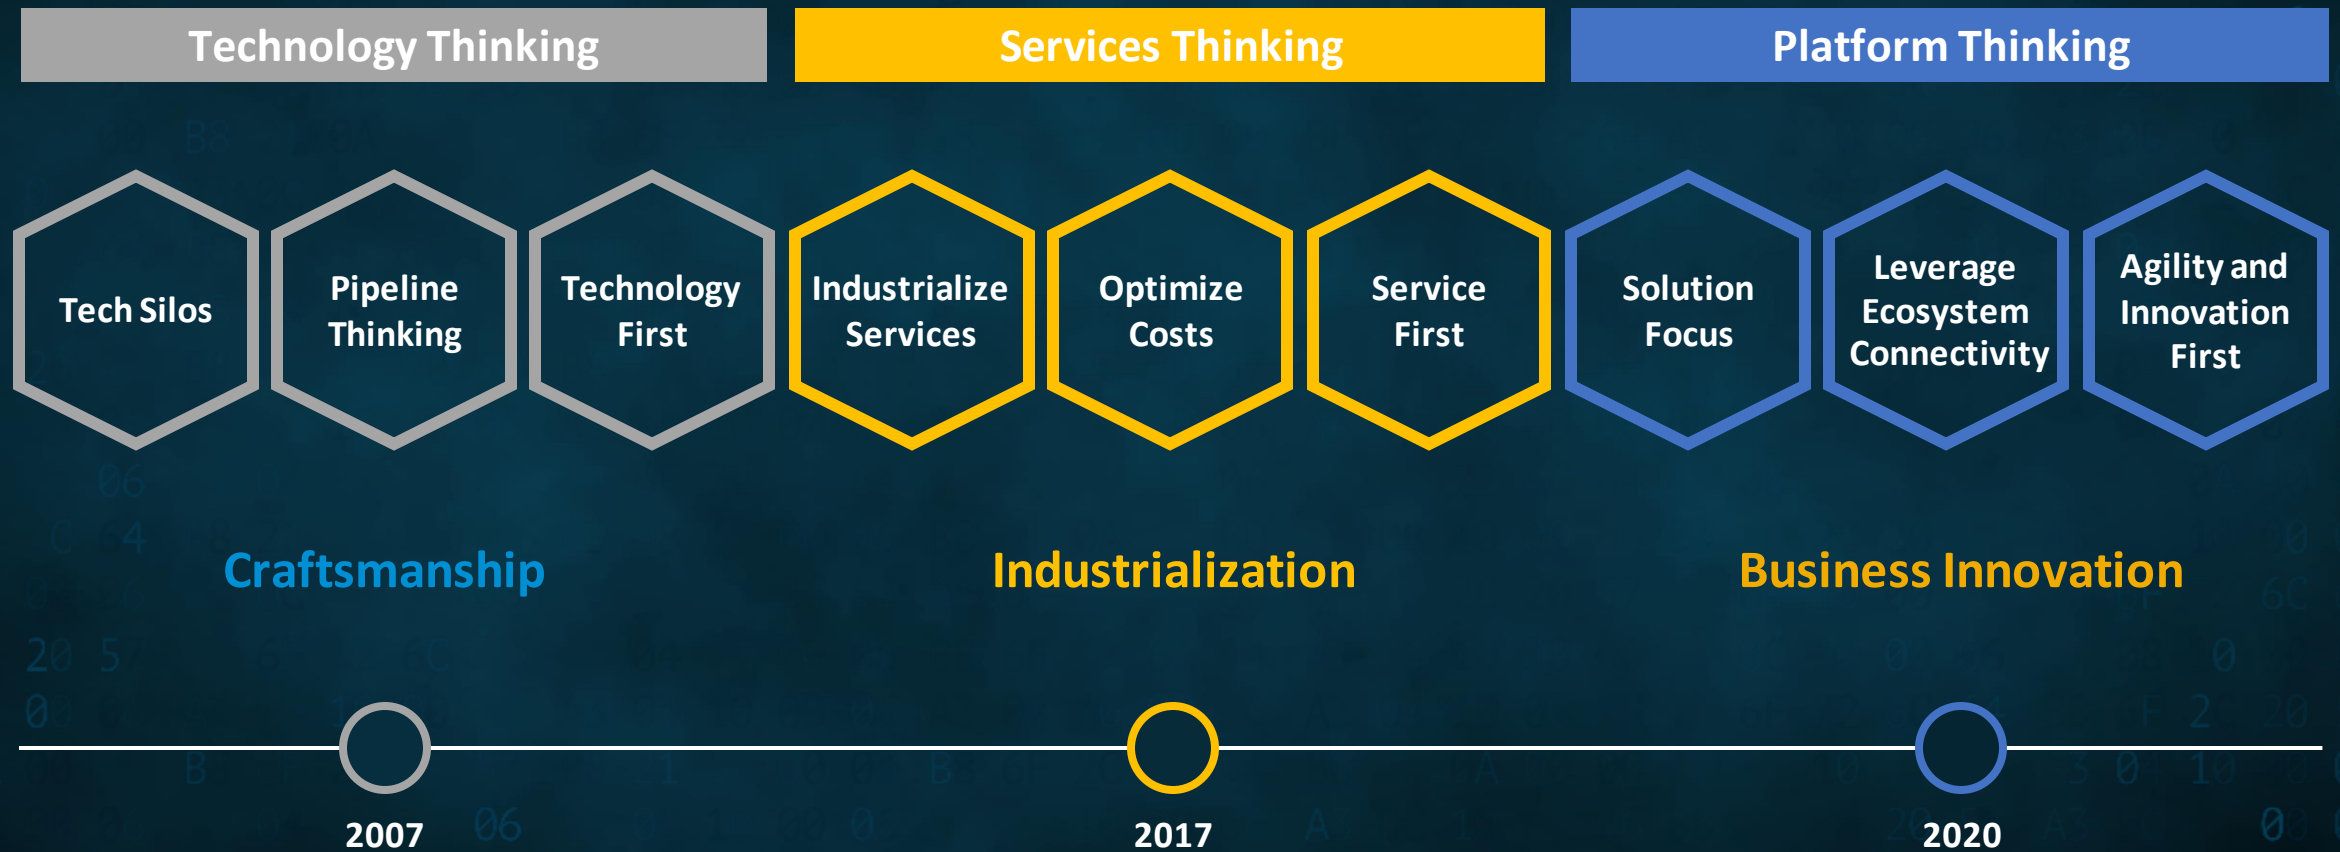 Technology Thinking
Services Thinking
Platform Thinking
Tech Silos
Pipeline
Thinking
Technology
First
Industrialize
Services
Optimize
Costs
Service
First
Solution
Focus
Leverage
Ecosystem
Connectivity
Agility and
Innovation
First
Craftsmanship
Industrialization
Business Innovation
2007
2017
2020